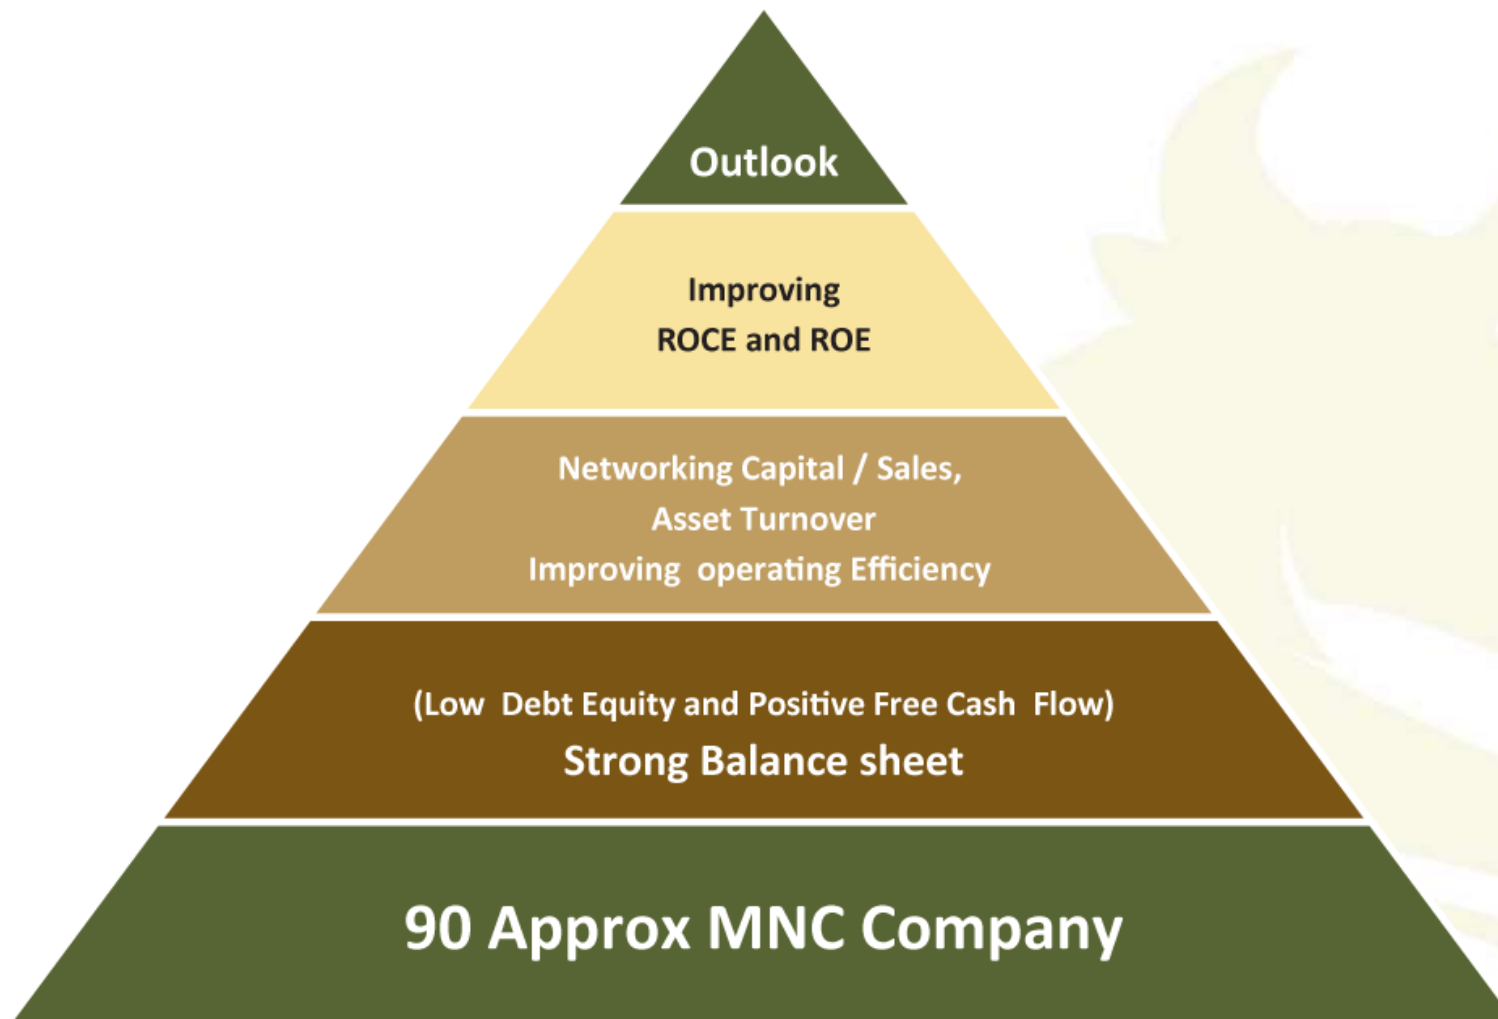 Outlook
Improving
ROCE and ROE
Networking Capital / Sales,
Asset Turnover
Improving operating Efficiency
(Low Debt Equity and Positive Free Cash Flow)
Strong Balance sheet
90 Approx MNC Company